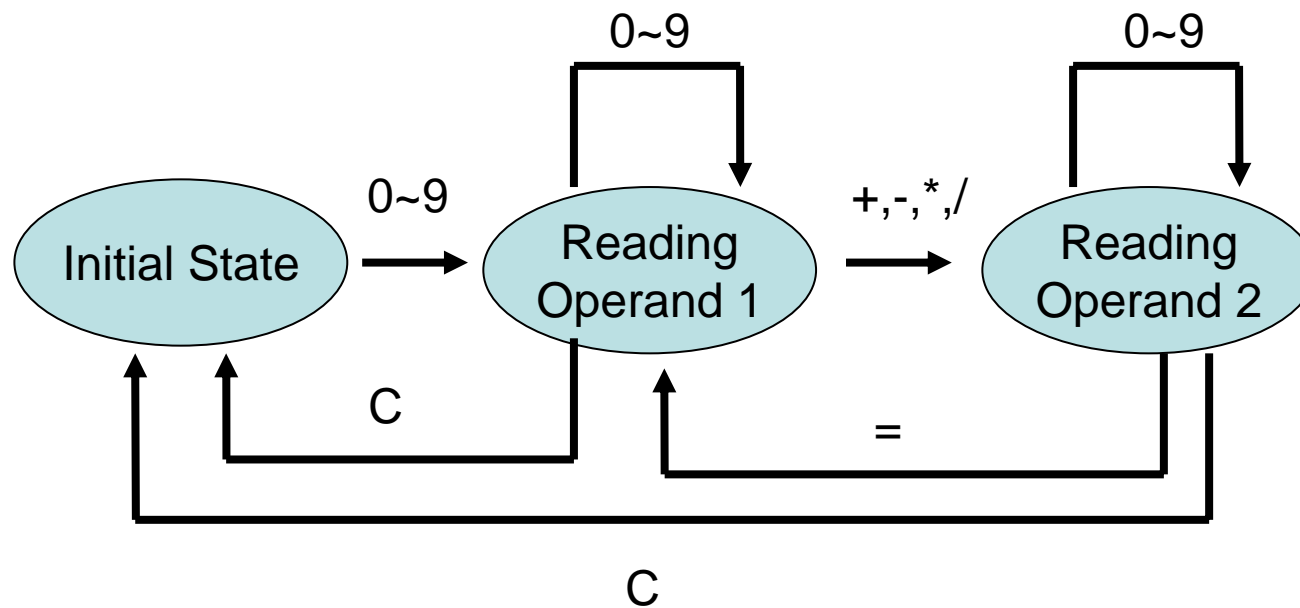 0~9
0~9
0~9
+,-,*,/
Initial State
Reading
Operand 1
Reading
Operand 2
C
=
C